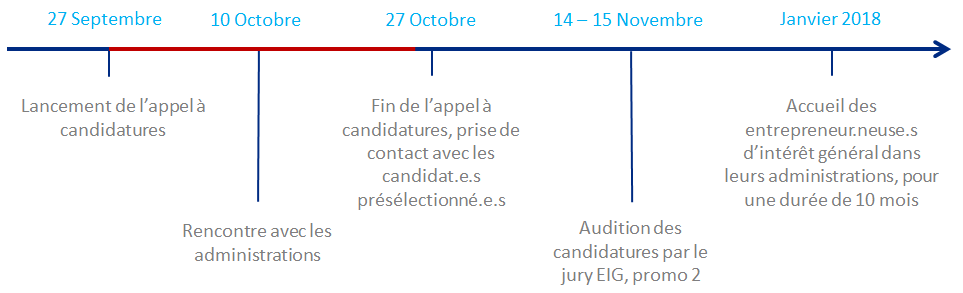 27 Septembre
10 Octobre
27 Octobre
14 – 15 Novembre
Janvier 2018
Lancement de l’appel à
candidatures
Rencontre avec les
administrations
Fin de l’appel à
candidatures, prise de
contact avec les
candidat.e.s
présélectionné.e.s
Audition des
candidatures par le
jury EIG, promo 2
Accueil des
entrepreneur.neuse.s
d’intérêt général dans
leurs administrations, pour
une durée de 10 mois